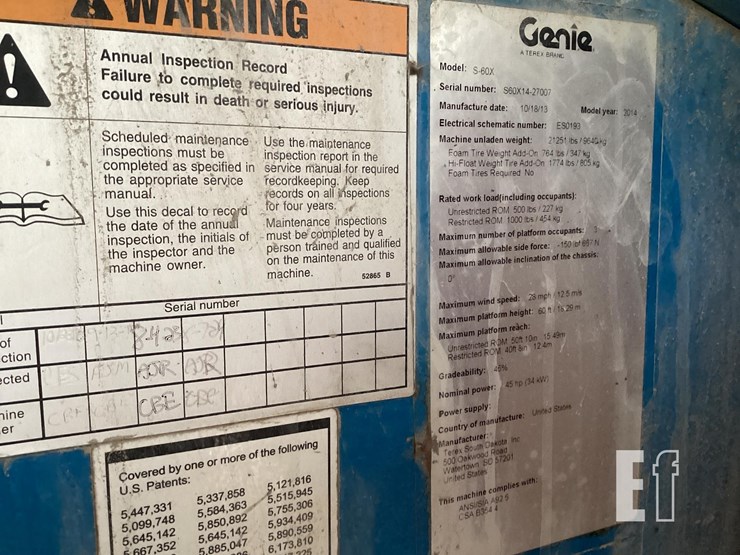 WARNING
Annual Inspection Record
Failure to complete required inspections
could result in death or serious injury.
Scheduled maintenance
inspections must be
completed as specified in
the appropriate service
manual.
Use this decal to record
the date of the annual
inspection, the initials of
the inspector and the
machine owner.
Use the maintenance
inspection report in the
service manual for required
recordkeeping. Keep
records on all inspections
for four years.
Maintenance inspections
must be completed by a
person trained and qualified
on the maintenance of this
machine.
52865 B
Serial number
of
ction
ected
hine
er
Covered by one or more of the following
U.S. Patents:
5,447,331 5,337,858 5,121,816
5,099,748 5,584,363 5,515,945
5,645,142 5,850,892 5,755,306
5,667,352 5,645,142 5,934,409
5,885,047 5,890,559
6,173,810
Genie
A TEREX BRAND
Model: S-60X
Serial number: S60X14-27007
Manufacture date: 10/18/13 Model year: 2014
Electrical schematic number: ES0193
Machine unladen weight: 21251 lbs / 9640 kg
Foam Tire Weight Add-On 764 lbs / 347 kg
Hi-Float Weight Tire Add-On 1774 lbs / 805 kg
Foam Tires Required No
Rated work load(including occupants):
Unrestricted ROM 500 lbs / 227 kg
Restricted ROM 1000 lbs / 454 kg
Maximum number of platform occupants:
Maximum allowable side force: 150 lbf
Maximum allowable inclination of the chassis:
0°
Maximum wind speed: 28 mph / 12.5 m/s
Maximum platform height: 60 ft / 18.29 m
Maximum platform reach:
Unrestricted ROM 50ft 10in 15.49m
Restricted ROM 40ft 8in 12.4m
Gradeability: 45%
Nominal power: 45 hp (34 kW)
Power supply:
Country of manufacture: United States
Manufacturer:
Terex South Dakota, Inc
500 Oakwood Road
Watertown, SD 57201
United States
This machine complies with:
ANSI/SIA A92.5
CSA B354.4
Ef